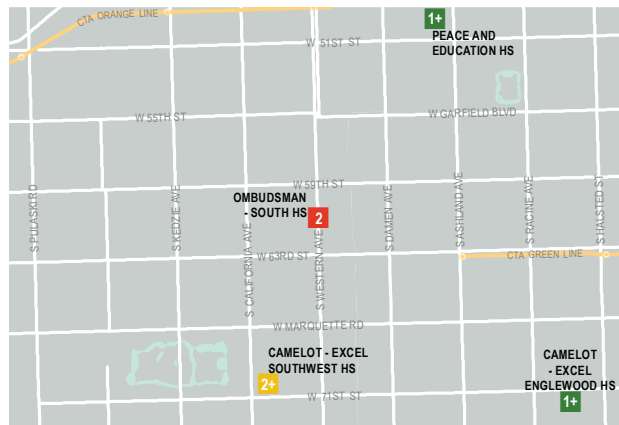 CTA ORANGE LINE
1+
PEACE AND
EDUCATION HS
W 51ST ST
W 55TH ST
W GARFIELD BLVD
W 59TH ST
OMBUDSMAN
- SOUTH HS
2
S PULASKI RD
S KEDZIE AVE
S CALIFORNIA AVE
S WESTERN AVE
S DAMEN AVE
S ASHLAND AVE
S RACINE AVE
S HALSTED ST
W 63RD ST
CTA GREEN LINE
W MARQUETTE RD
CAMELOT - EXCEL
SOUTHWEST HS
2+
CAMELOT
- EXCEL
ENGLEWOOD HS
1+
W 71ST ST